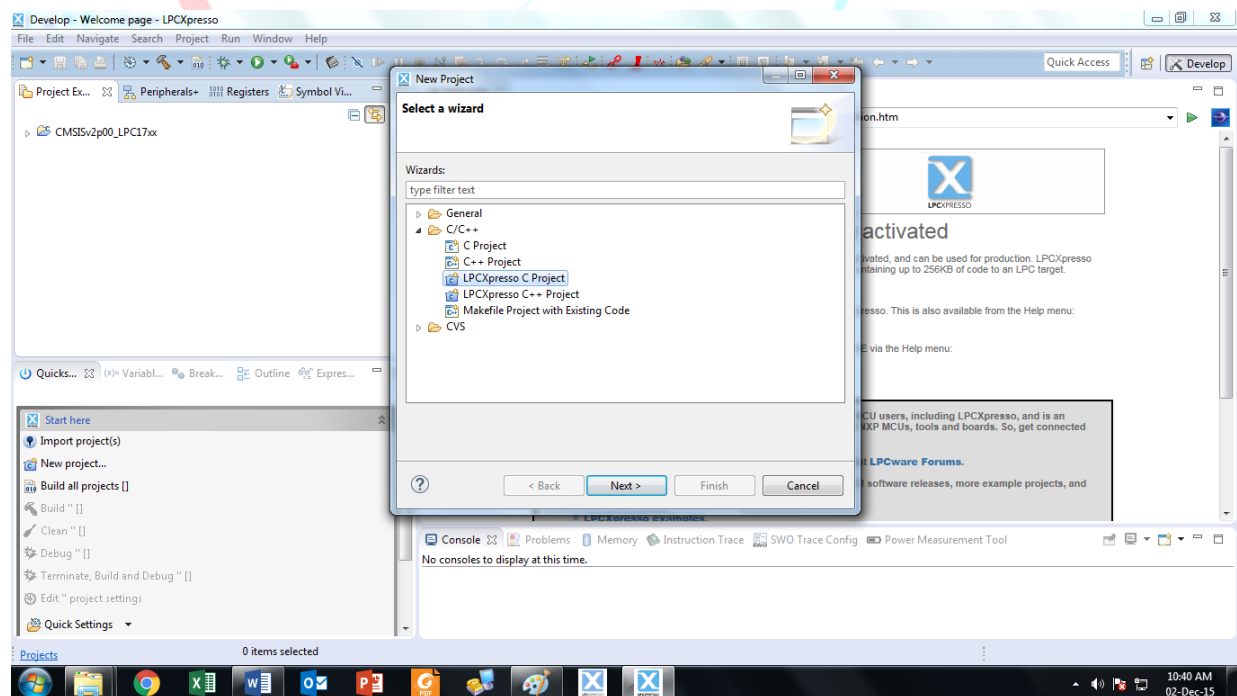 Develop - Welcome page - LPCXpresso
File Edit Navigate Search Project Run Window Help
Quick Access
Develop
Project Ex...
Peripherals+
Registers
Symbol Vi...
CMSISv2p00_LPC17xx
New Project
Select a wizard
Wizards:
type filter text
General
C/C++
C Project
C++ Project
LPCXpresso C Project
LPCXpresso C++ Project
Makefile Project with Existing Code
CVS
< Back
Next >
Finish
Cancel
on.htm
LPCXPRESSO
activated
ivated, and can be used for production. LPCXpresso
ntaining up to 256KB of code to an LPC target.
resso. This is also available from the Help menu:
E via the Help menu:
CU users, including LPCXpresso, and is an
NXP MCUs, tools and boards. So, get connected
it LPCware Forums.
software releases, more example projects, and
LPCXpresso examples.
Quicks...
(x)= Variabl...
Break...
Outline
Expres...
Start here
Import project(s)
New project...
Build all projects []
Build '' []
Clean '' []
Debug '' []
Terminate, Build and Debug '' []
Edit '' project settings
Quick Settings
Console
Problems
Memory
Instruction Trace
SWO Trace Config
Power Measurement Tool
No consoles to display at this time.
Projects
0 items selected
10:40 AM
02-Dec-15